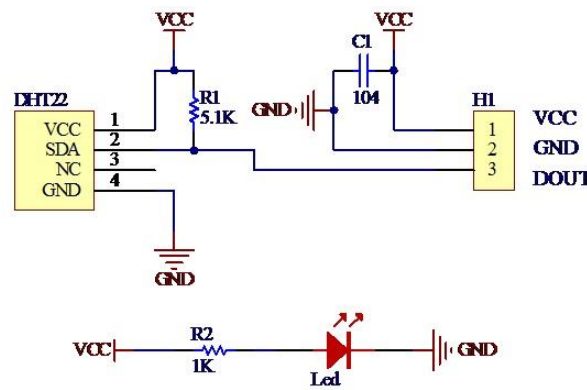 VCC
VCC
C1
DHT22
R1
GND
104
H1
5.1K
1
VCC
1
VCC
2
SDA
2
GND
3
NC
3
DOUT
4
GND
GND
R2
VCC
GND
1K
Led